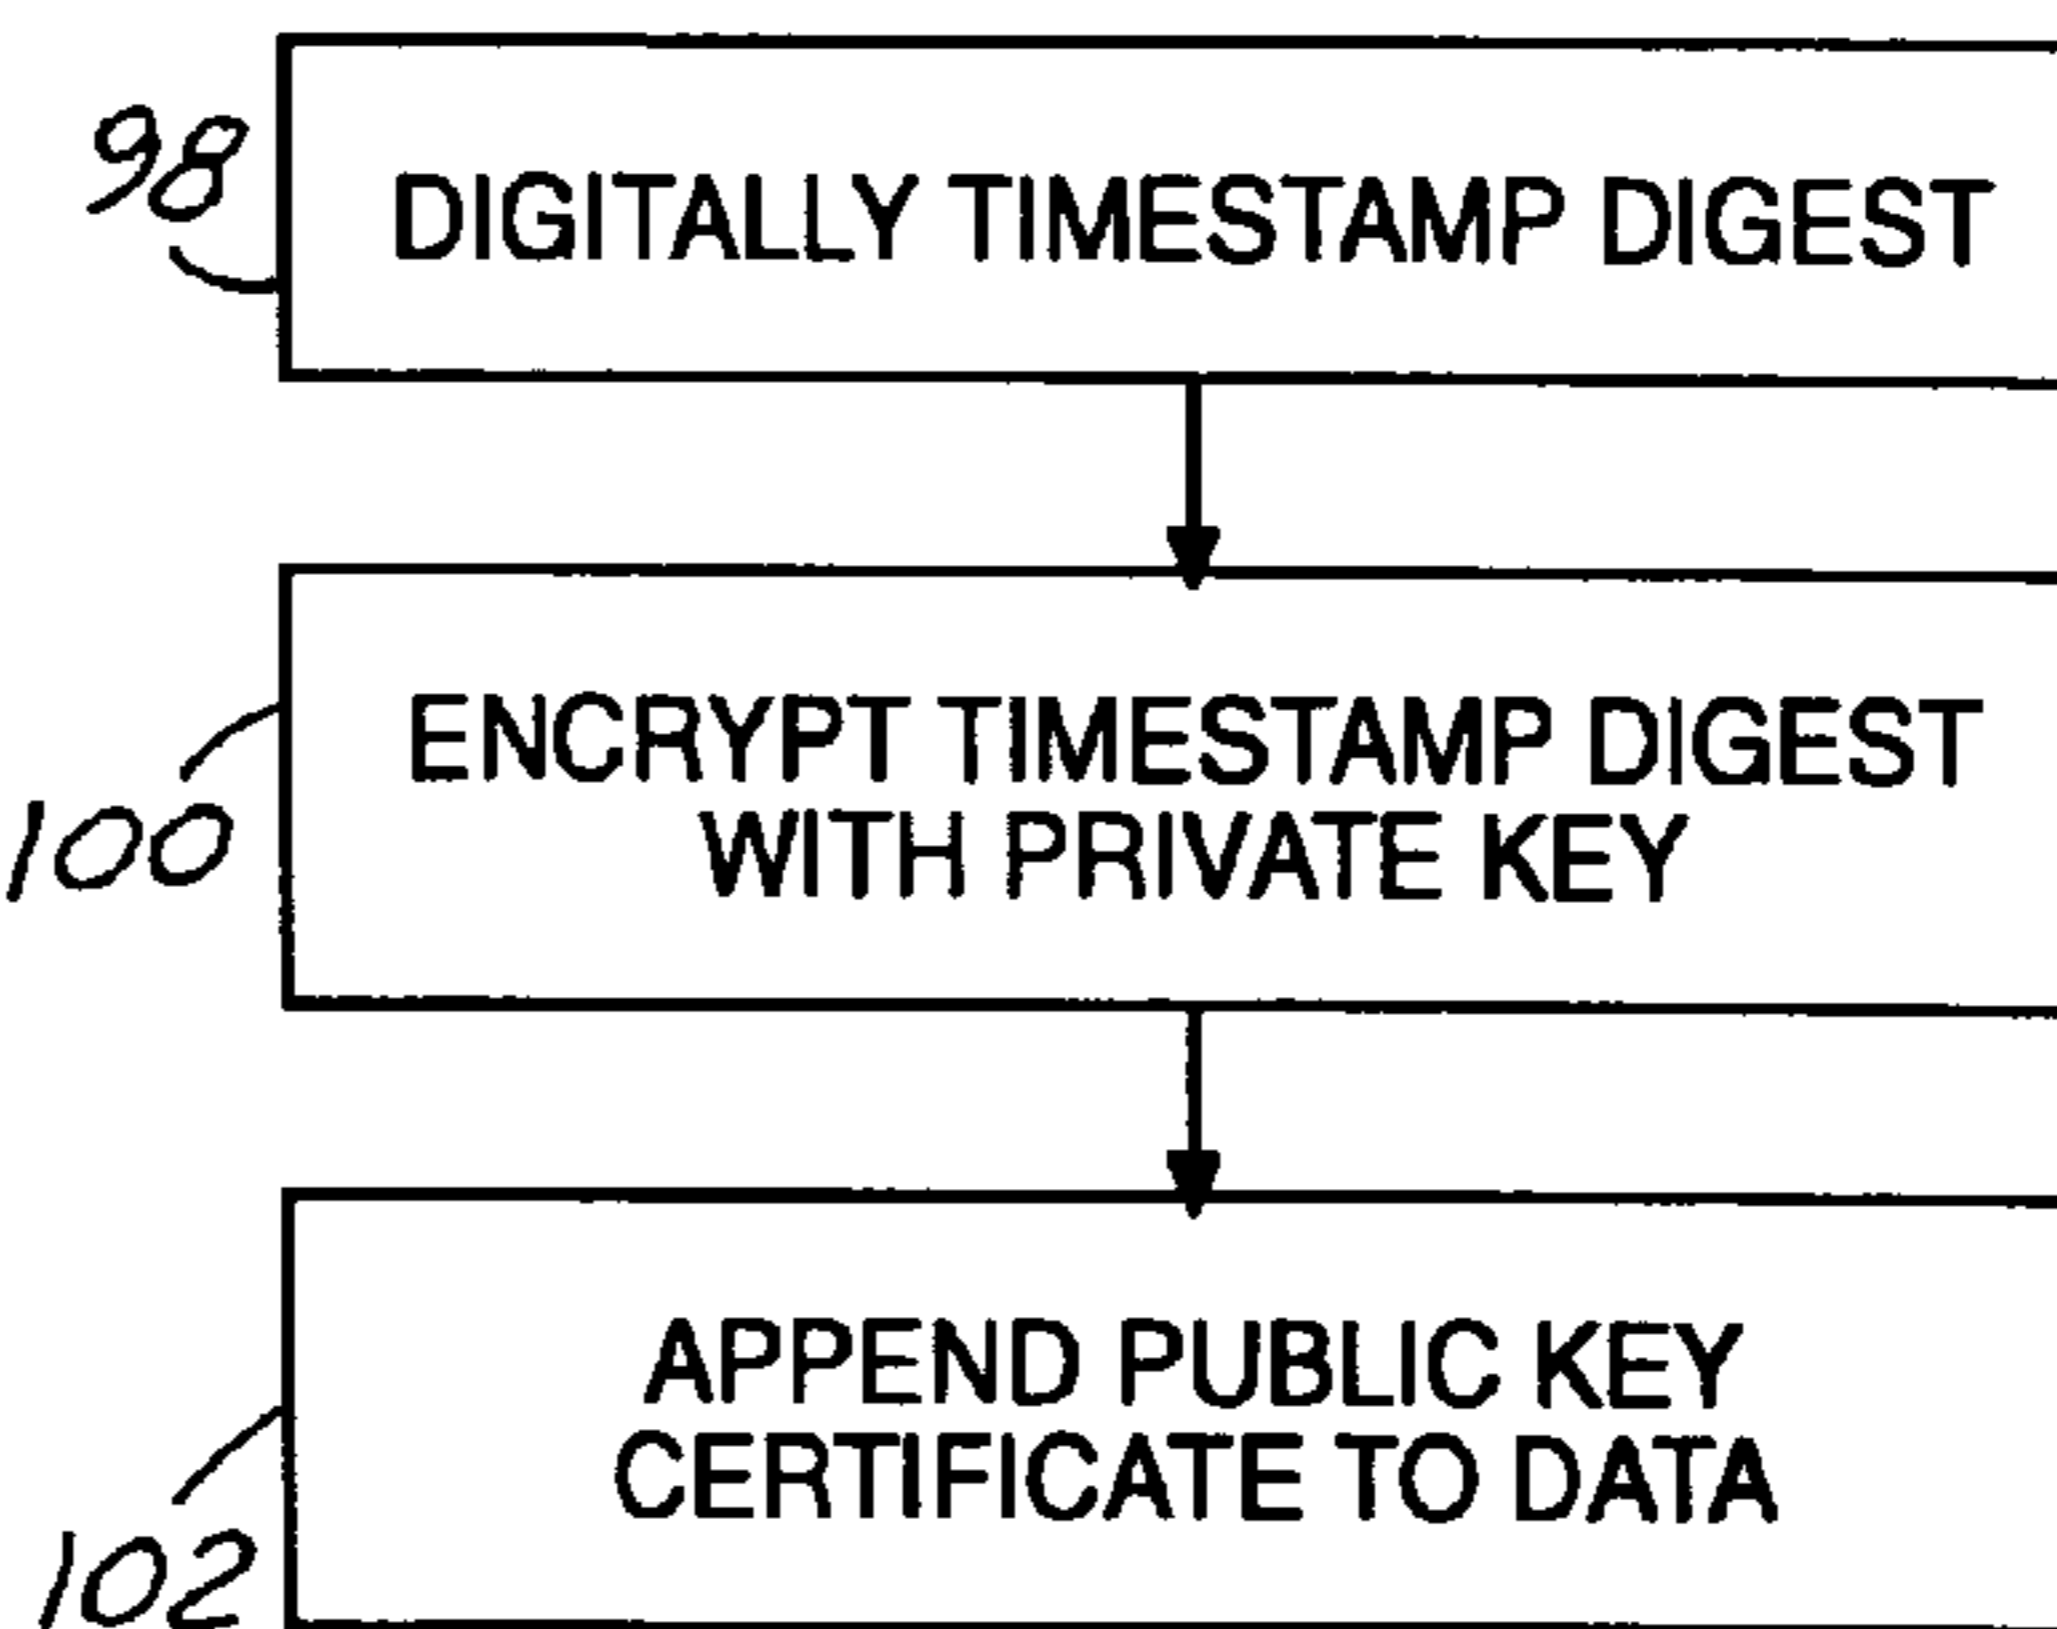 98
DIGITALLY TIMESTAMP DIGEST
ENCRYPT TIMESTAMP DIGEST
WITH PRIVATE KEY
100
APPEND PUBLIC KEY
CERTIFICATE TO DATA
102